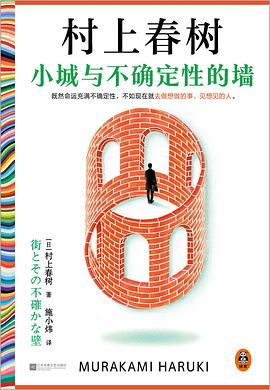 村上春树
小城与不确定性的墙
既然命运充满不确定性，不如现在就去做想做的事、见想见的人。
[日]村上春树 著
施小炜 译
街とその不確かな壁
MURAKAMI HARUKI